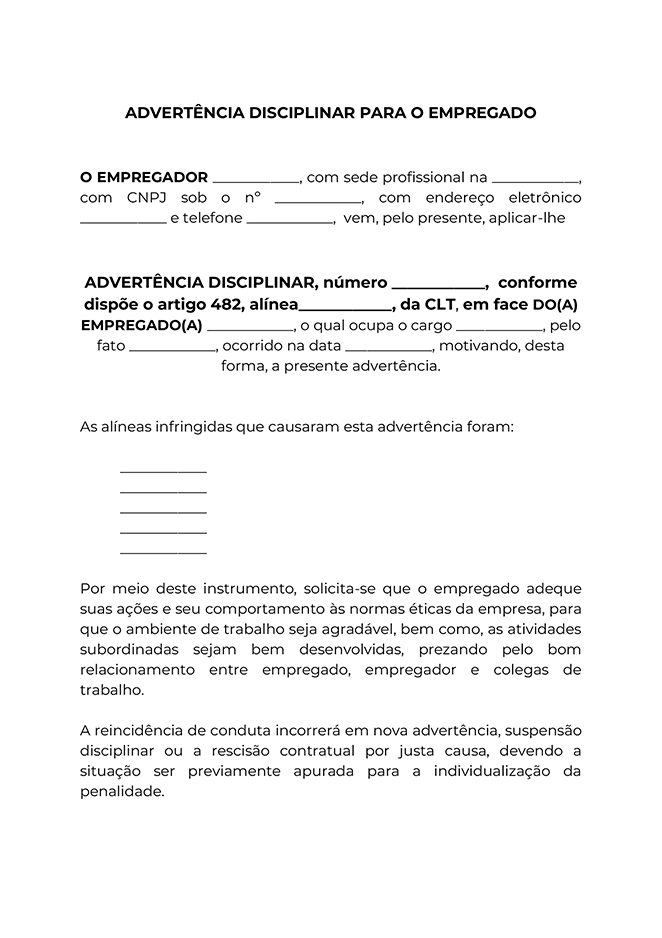 ADVERTÊNCIA DISCIPLINAR PARA O EMPREGADO
O EMPREGADOR ___________, com sede profissional na ___________,
com CNPJ sob o nº ___________, com endereço eletrônico
___________ e telefone ___________, vem, pelo presente, aplicar-lhe
ADVERTÊNCIA DISCIPLINAR, número ___________, conforme
dispõe o artigo 482, alínea___________, da CLT, em face DO(A)
EMPREGADO(A) ___________, o qual ocupa o cargo ___________, pelo
fato ___________, ocorrido na data ___________, motivando, desta
forma, a presente advertência.
As alíneas infringidas que causaram esta advertência foram:
___________
___________
___________
___________
___________
Por meio deste instrumento, solicita-se que o empregado adeque
suas ações e seu comportamento às normas éticas da empresa, para
que o ambiente de trabalho seja agradável, bem como, as atividades
subordinadas sejam bem desenvolvidas, prezando pelo bom
relacionamento entre empregado, empregador e colegas de
trabalho.
A reincidência de conduta incorrerá em nova advertência, suspensão
disciplinar ou a rescisão contratual por justa causa, devendo a
situação ser previamente apurada para a individualização da
penalidade.